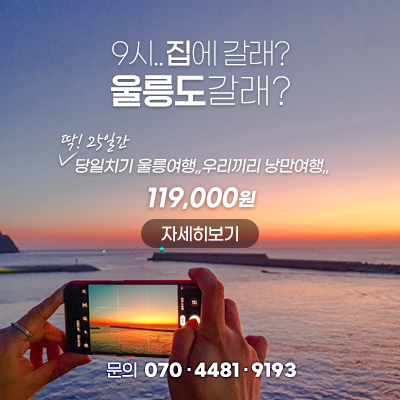 9시.. 집에 갈래?
울릉도갈래?
딱! 25일간
당일치기 울릉여행,,우리끼리 낭만여행,,
119,000원
자세히보기
문의 070·4481·9193